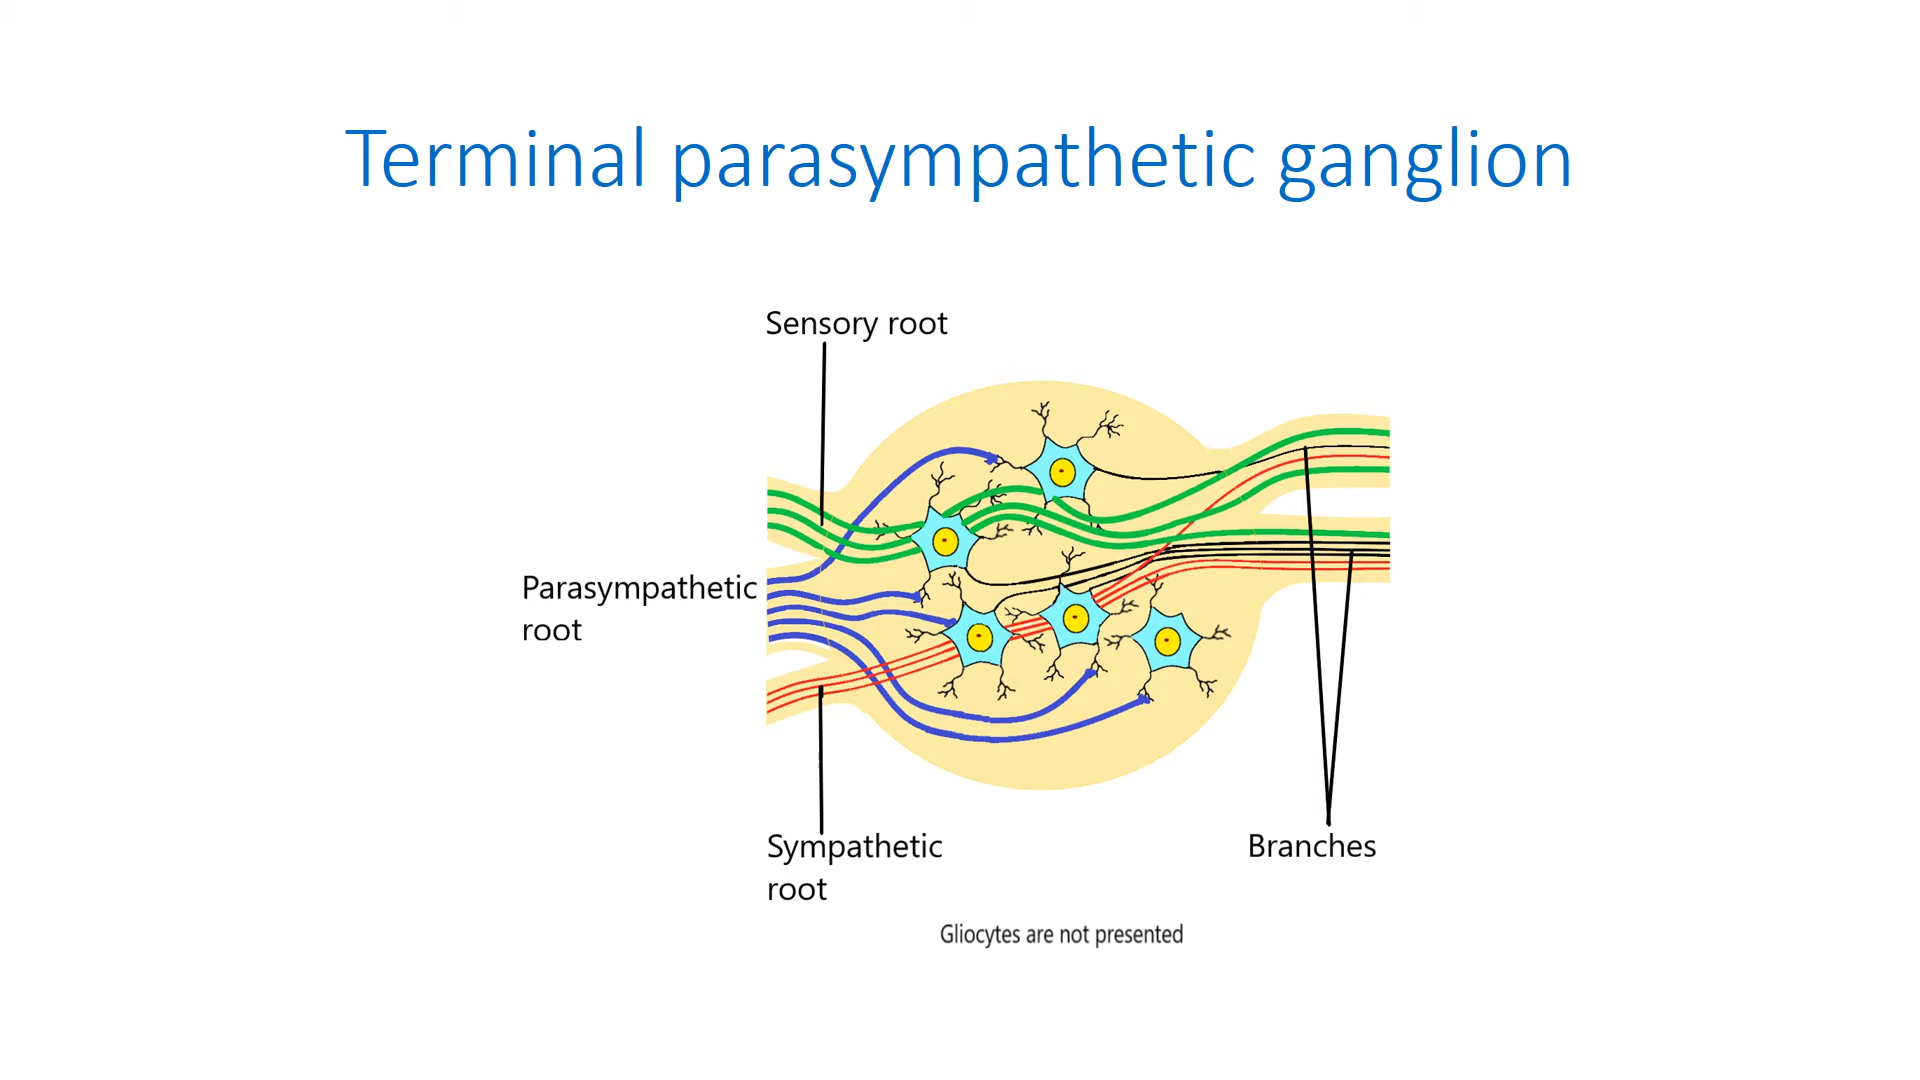 Terminal parasympathetic ganglion
Sensory root
Parasympathetic
root
Sympathetic
root
Branches
Gliocytes are not presented